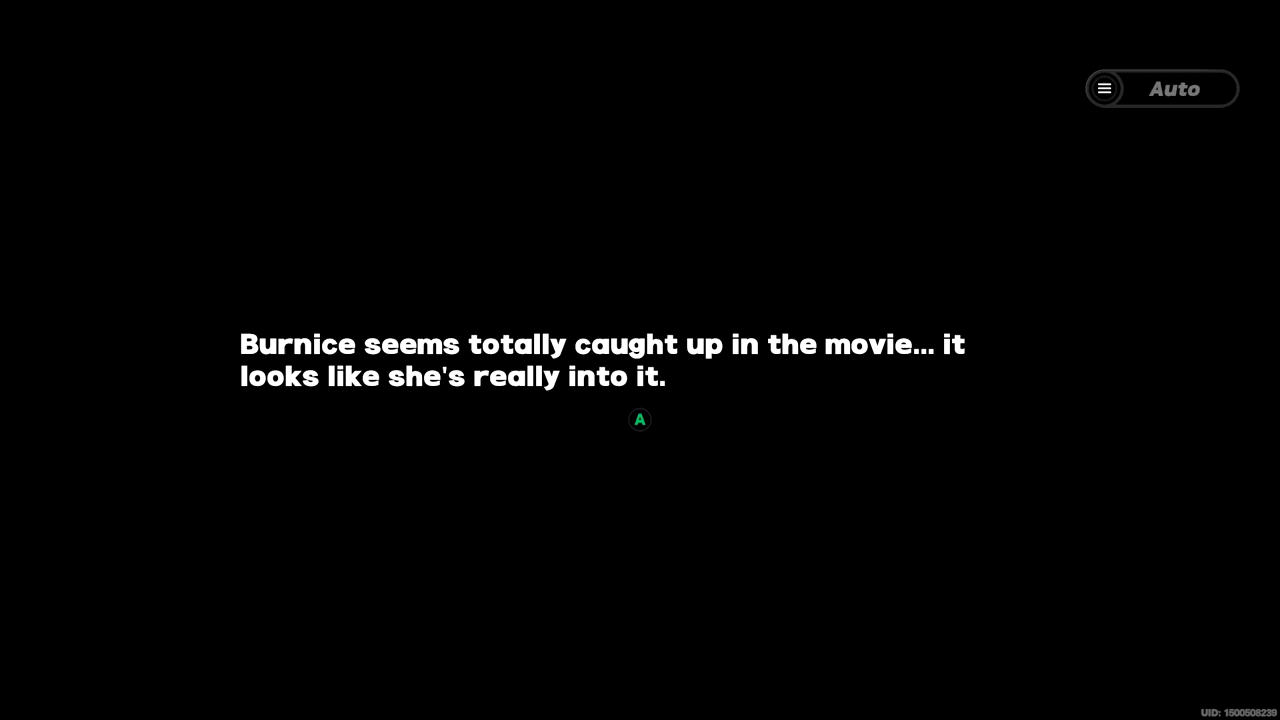 Auto
Burnice seems totally caught up in the movie... it
looks like she's really into it.
A
UID: 1500508239